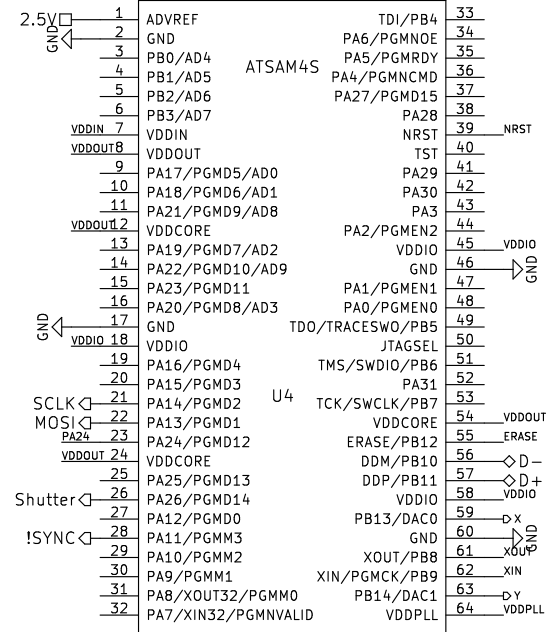 2.5V 1 ADVREF TDI/PB4 33
GND 2 GND PA6/PGMNOE 34
3 PB0/AD4 PA5/PGMRDY 35
ATSAM4S
4 PB1/AD5 PA4/PGMNCMD 36
5 PB2/AD6 PA27/PGMD15 37
6 PB3/AD7 PA28 38
VDDIN 7 VDDIN NRST 39 NRST
VDDOUT 8 VDDOUT TST 40
9 PA17/PGMD5/AD0 PA29 41
10 PA18/PGMD6/AD1 PA30 42
11 PA21/PGMD9/AD8 PA3 43
VDDOUT 12 VDDCORE PA2/PGMEN2 44
13 PA19/PGMD7/AD2 VDDIO 45 VDDIO
14 PA22/PGMD10/AD9 GND 46 GND
15 PA23/PGMD11 PA1/PGMEN1 47
16 PA20/PGMD8/AD3 PA0/PGMEN0 48
GND 17 GND TDO/TRACESWO/PB5 49
VDDIO 18 VDDIO JTAGSEL 50
19 PA16/PGMD4 TMS/SWDIO/PB6 51
20 PA15/PGMD3 PA31 52
U4
SCLK 21 PA14/PGMD2 TCK/SWCLK/PB7 53
MOSI 22 PA13/PGMD1 VDDCORE 54 VDDOUT
PA24 23 PA24/PGMD12 ERASE/PB12 55 ERASE
VDDOUT 24 VDDCORE DDM/PB10 56 D-
25 PA25/PGMD13 DDP/PB11 57 D+
Shutter 26 PA26/PGMD14 VDDIO 58 VDDIO
27 PA12/PGMD0 PB13/DAC0 59 X
!SYNC 28 PA11/PGMM3 GND 60 GND
29 PA10/PGMM2 XOUT/PB8 61 XOUT
30 PA9/PGMM1 XIN/PGMCK/PB9 62 XIN
31 PA8/XOUT32/PGMM0 PB14/DAC1 63 Y
32 PA7/XIN32/PGMNVALID VDDPLL 64 VDDPLL